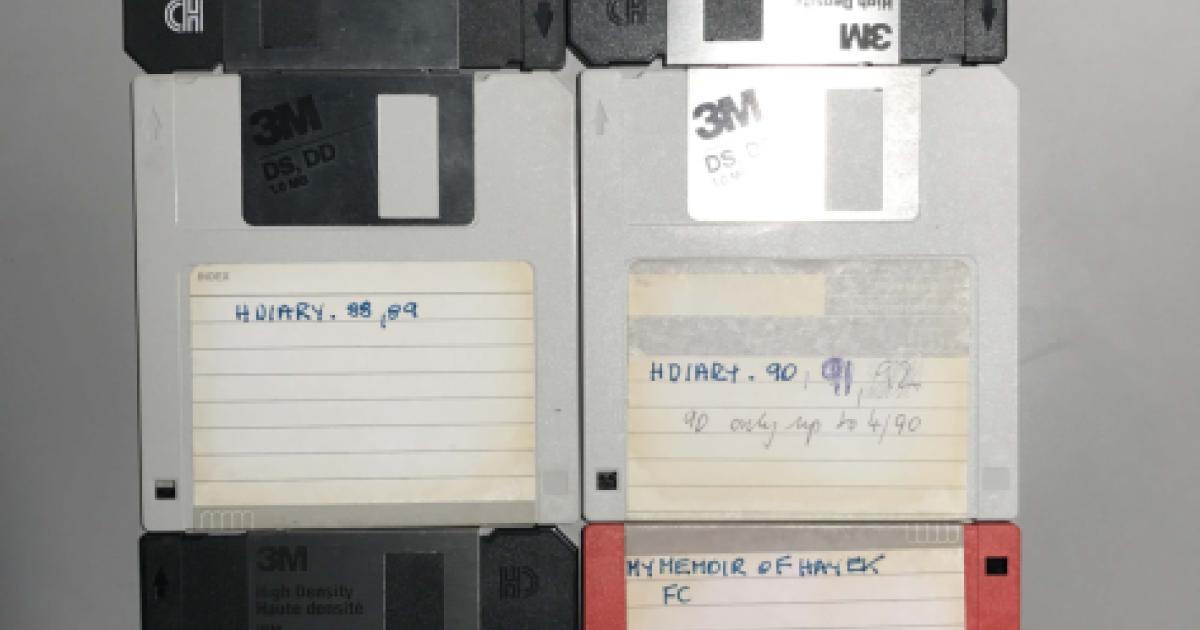 HD
HD
High Density
3M
3M
DS, DD
1.0 MB
3M
DS, D
1.0 M
INDEX
HDIARY. 88,89
HDIARY. 90, 91, 92
90 only up to 4/90
3M
High Density
Haute densité
HD
MY MEMOIR OF HAYEK
FC